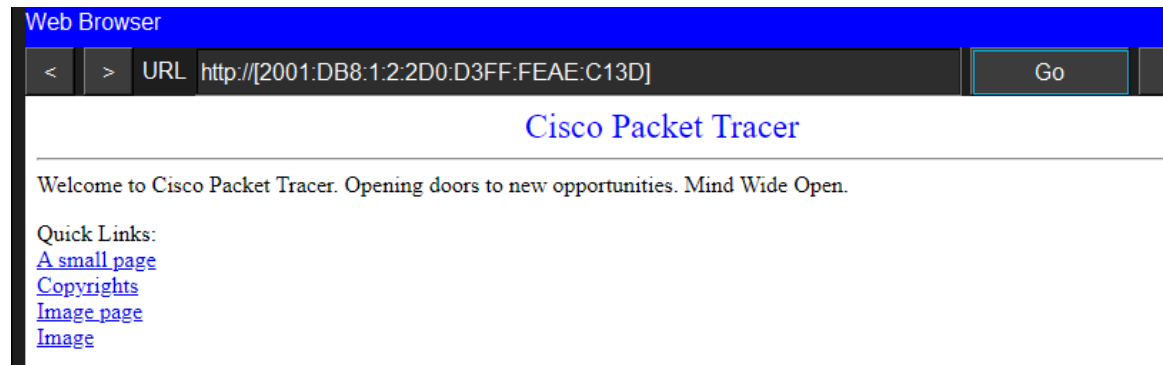 Web Browser
< > URL http://[2001:DB8:1:2:2D0:D3FF:FEAE:C13D] Go
Cisco Packet Tracer
Welcome to Cisco Packet Tracer. Opening doors to new opportunities. Mind Wide Open.
Quick Links:
A small page
Copyrights
Image page
Image